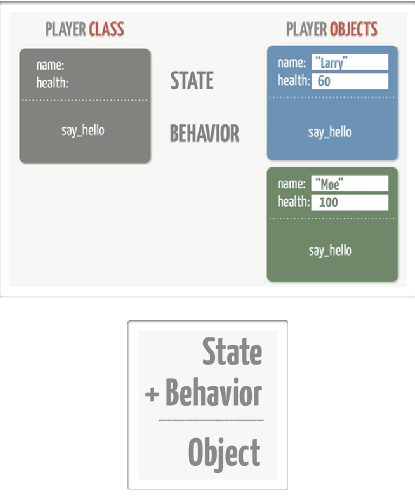 PLAYER CLASS
name:
health:
say_hello
STATE
BEHAVIOR
PLAYER OBJECTS
name: "Larry"
health: 60
say_hello
name: "Moe"
health: 100
say_hello
State
+ Behavior
Object